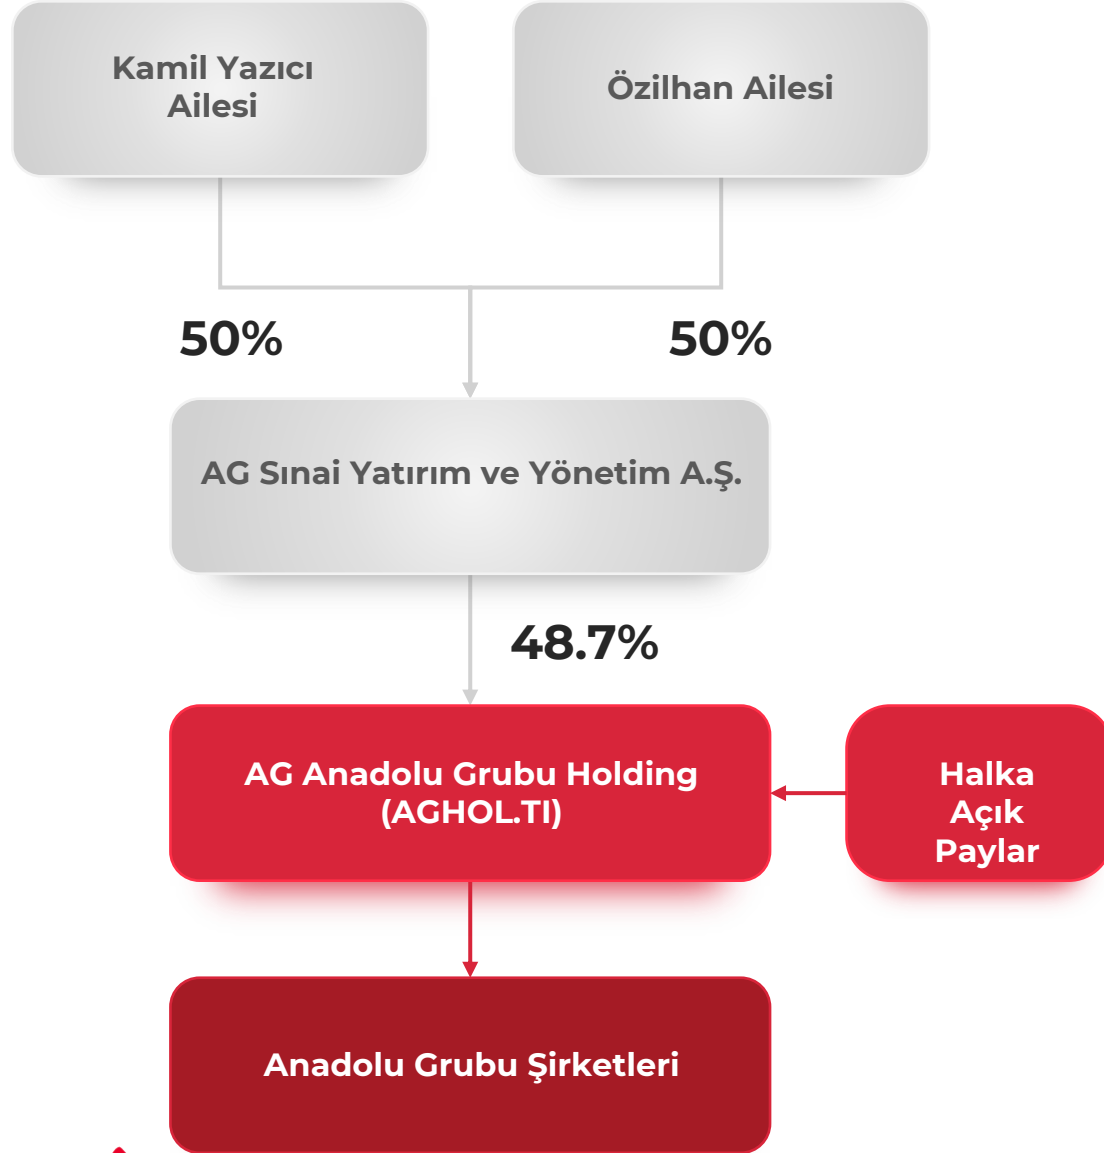 Kamil Yazıcı
Ailesi
Özilhan Ailesi
50%
50%
AG Sınai Yatırım ve Yönetim A.Ş.
48.7%
AG Anadolu Grubu Holding
(AGHOL.TI)
Halka
Açık
Paylar
Anadolu Grubu Şirketleri